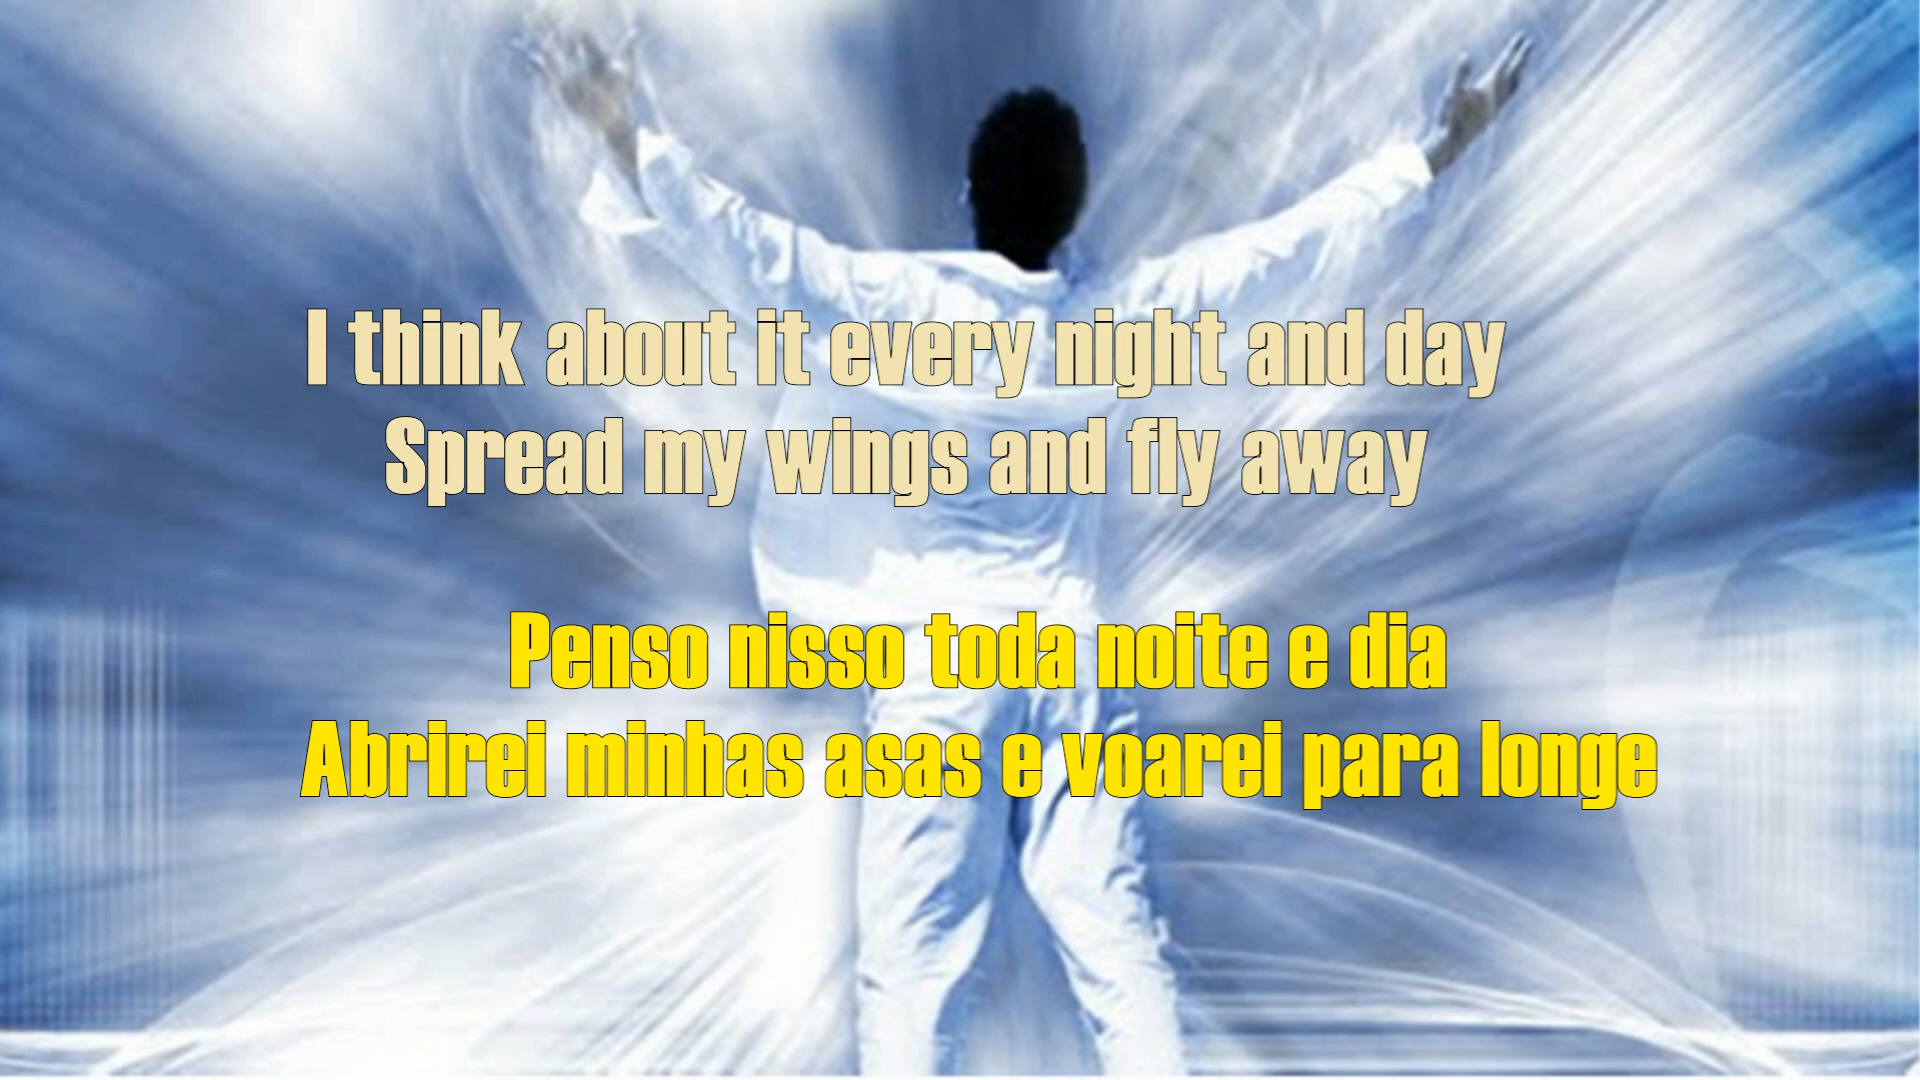 I think about it every night and day
Spread my wings and fly away
Penso nisso toda noite e dia
Abrirei minhas asas e voarei para longe